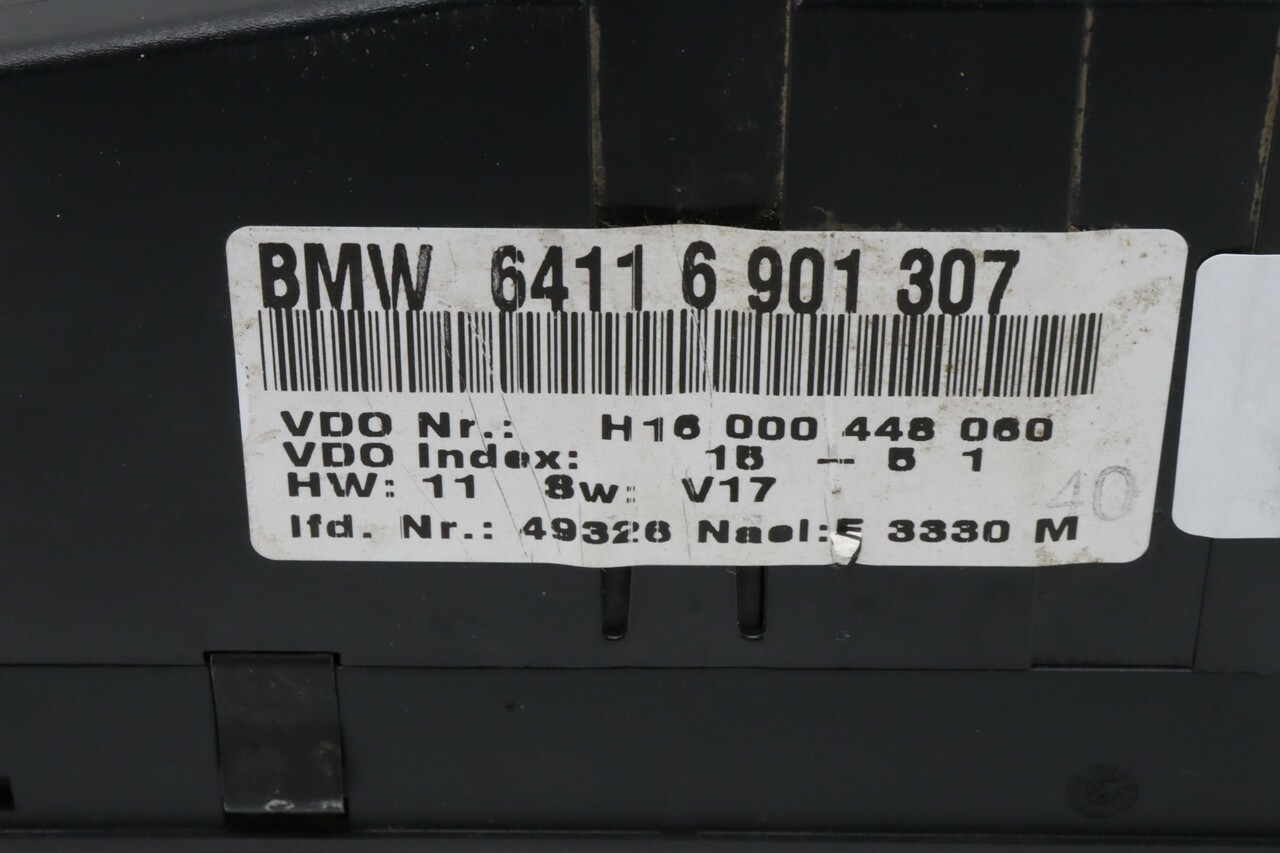 BMW 6411 6 901 307
VDO Nr.: H16 000 448 060
VDO Index: 15 - 5 1
HW: 11 Sw: V17
40
lfd. Nr.: 49326 Nael: 3330 M